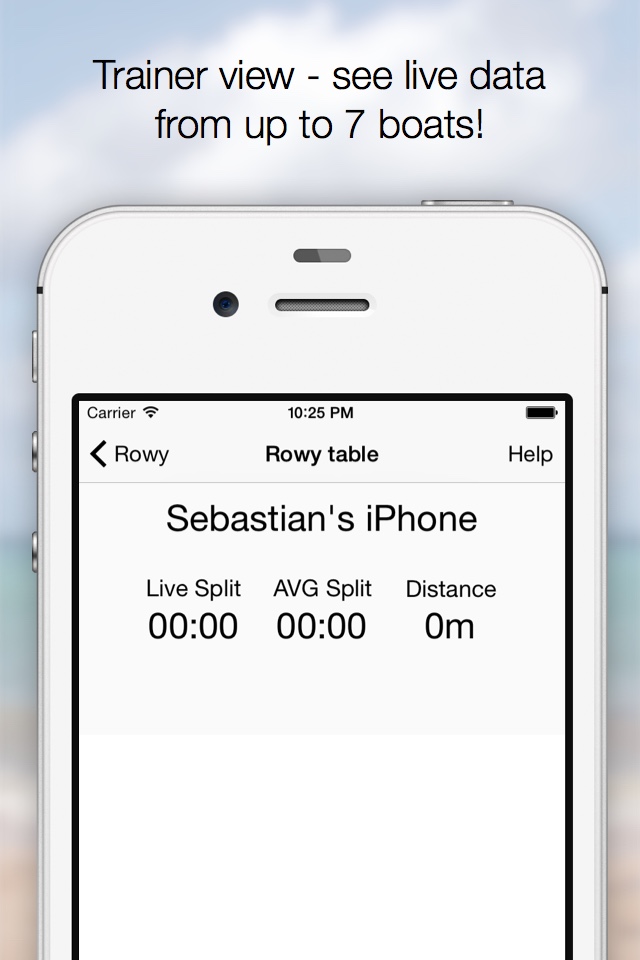 Trainer view - see live data
from up to 7 boats!
Carrier 10:25 PM
Rowy Rowy table Help
Sebastian's iPhone
Live Split AVG Split Distance
00:00 00:00 0m